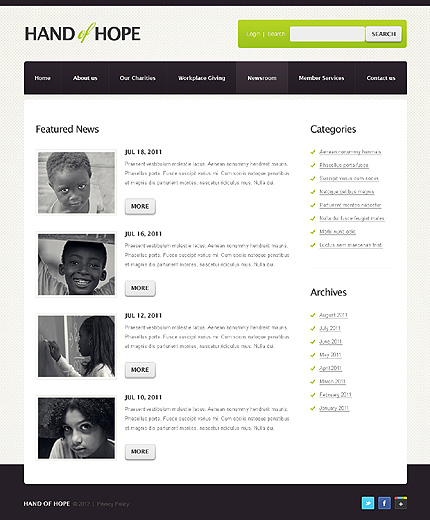 HAND of HOPE
Login | Search
SEARCH
Home
About us
Our Charities
Workplace Giving
Newsroom
Member Services
Contact us
Featured News
JUL 18, 2011
Praesent vestibulum molestie lacus. Aenean nonummy hendrerit mauris.
Phasellus porta. Fusce suscipit varius mi. Cum sociis natoque penatibus
et magnis dis parturient montes, nascetur ridiculus mus. Nulla dui.
MORE
JUL 16, 2011
Praesent vestibulum molestie lacus. Aenean nonummy hendrerit mauris.
Phasellus porta. Fusce suscipit varius mi. Cum sociis natoque penatibus
et magnis dis parturient montes, nascetur ridiculus mus. Nulla dui.
MORE
JUL 12, 2011
Praesent vestibulum molestie lacus. Aenean nonummy hendrerit mauris.
Phasellus porta. Fusce suscipit varius mi. Cum sociis natoque penatibus
et magnis dis parturient montes, nascetur ridiculus mus. Nulla dui.
MORE
JUL 10, 2011
Praesent vestibulum molestie lacus. Aenean nonummy hendrerit mauris.
Phasellus porta. Fusce suscipit varius mi. Cum sociis natoque penatibus
et magnis dis parturient montes, nascetur ridiculus mus. Nulla dui.
MORE
Categories
Aenean nonummy
Phasellus porta fusce
Suscipit varius cum sociis
Natoque patibus magnis
Parturient montes nascetur
Nulla dui fusce feugiat males
Morbi nunc odio
Luctus sem maecenas trist
Archives
August 2011
July 2011
June 2011
May 2011
April 2011
March 2011
February 2011
January 2011
HAND OF HOPE © 2012 | Privacy Policy